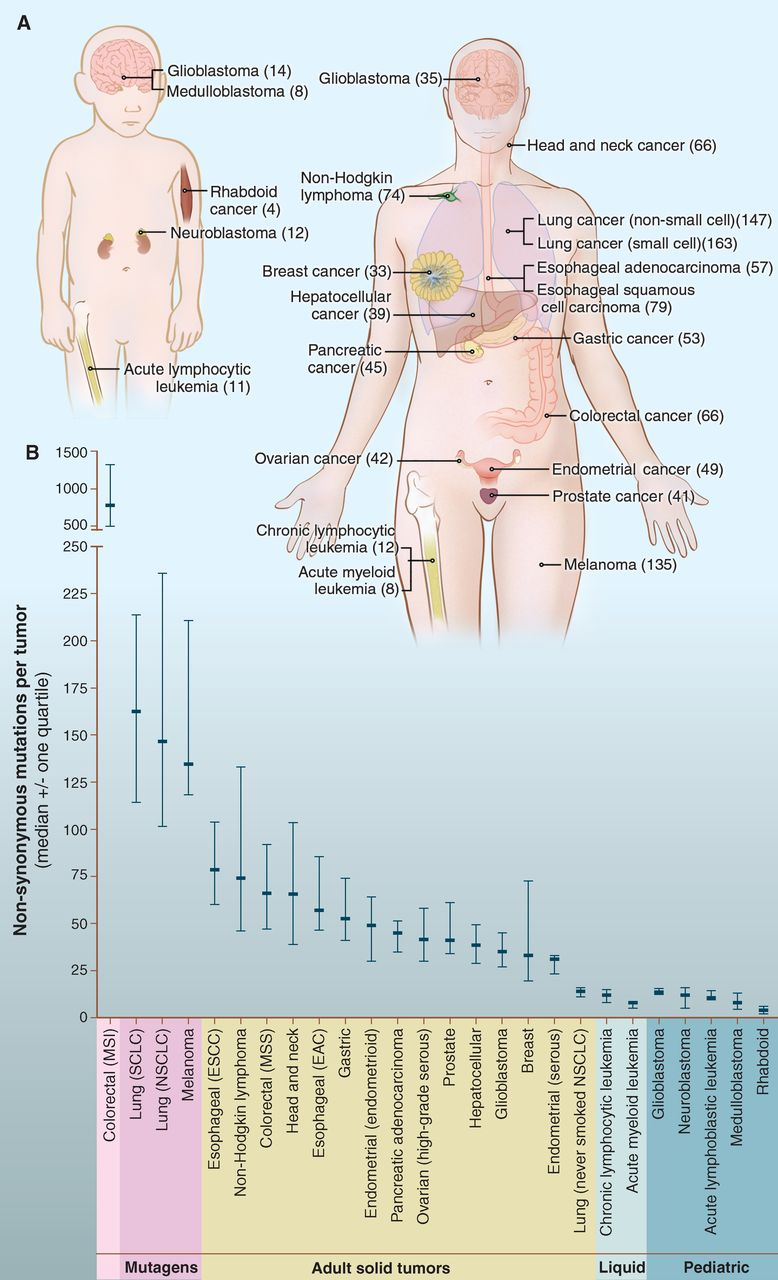 A
Glioblastoma (14)
Medulloblastoma (8)
Rhabdoid
cancer (4)
Neuroblastoma (12)
Acute lymphocytic
leukemia (11)
Glioblastoma (35)
Head and neck cancer (66)
Non-Hodgkin
lymphoma (74)
Lung cancer (non-small cell)(147)
Lung cancer (small cell)(163)
Breast cancer (33)
Esophageal adenocarcinoma (57)
Esophageal squamous
cell carcinoma (79)
Hepatocellular
cancer (39)
Gastric cancer (53)
Pancreatic
cancer (45)
Colorectal cancer (66)
Ovarian cancer (42)
Endometrial cancer (49)
Prostate cancer (41)
Chronic lymphocytic
leukemia (12)
Acute myeloid
leukemia (8)
Melanoma (135)
B
Non-synonymous mutations per tumor
(median +/- one quartile)
1500
1000
500
250
225
200
175
150
125
100
75
50
25
0
Colorectal (MSI)
Lung (SCLC)
Lung (NSCLC)
Melanoma
Esophageal (ESCC)
Non-Hodgkin lymphoma
Colorectal (MSS)
Head and neck
Esophageal (EAC)
Gastric
Endometrial (endometrioid)
Pancreatic adenocarcinoma
Ovarian (high-grade serous)
Prostate
Hepatocellular
Glioblastoma
Breast
Endometrial (serous)
Lung (never smoked NSCLC)
Chronic lymphocytic leukemia
Acute myeloid leukemia
Glioblastoma
Neuroblastoma
Acute lymphoblastic leukemia
Medulloblastoma
Rhabdoid
Mutagens
Adult solid tumors
Liquid
Pediatric